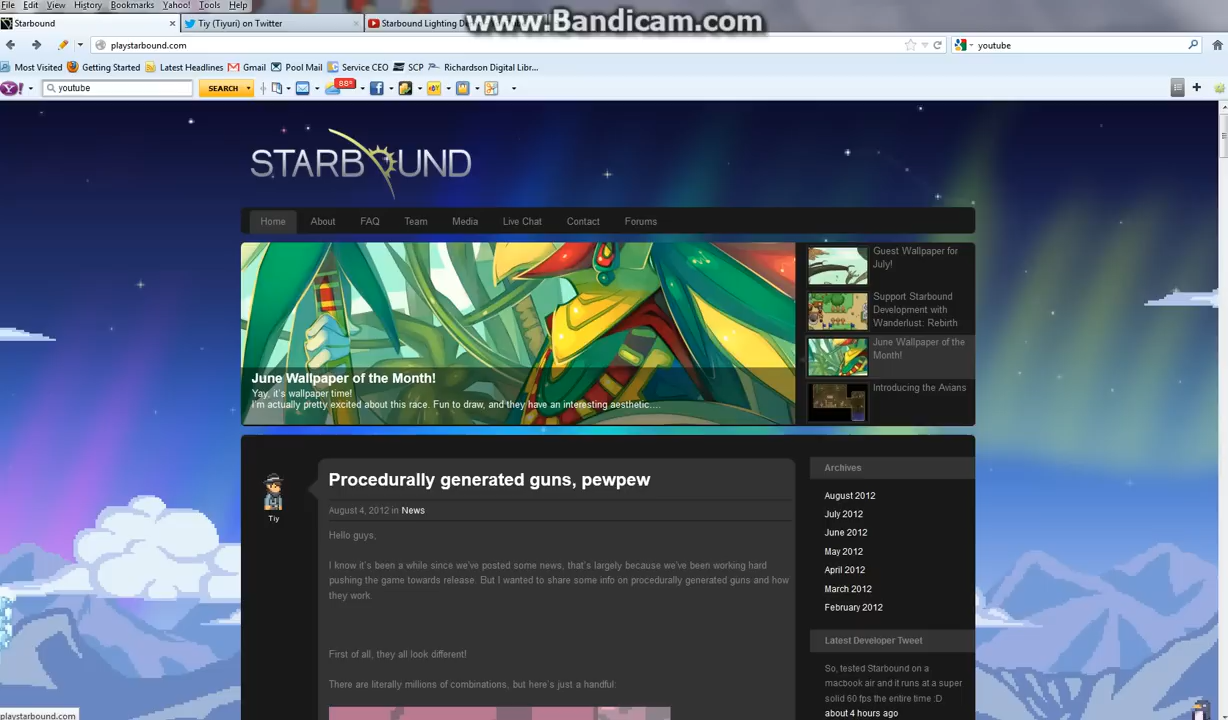 File Edit View History Bookmarks Yahoo! Tools Help
www.Bandicam.com
Starbound
Tiy (Tiyuri) on Twitter
Starbound Lighting D
playstarbound.com
youtube
Most Visited Getting Started Latest Headlines Gmail Pool Mail Service CEO SCP Richardson Digital Libr...
youtube SEARCH 88°
STARBOUND
Home About FAQ Team Media Live Chat Contact Forums
Guest Wallpaper for
July!
Support Starbound
Development with
Wanderlust: Rebirth
June Wallpaper of the
Month!
Introducing the Avians
June Wallpaper of the Month!
Yay, it's wallpaper time!
I'm actually pretty excited about this race. Fun to draw, and they have an interesting aesthetic....
Tiy
Procedurally generated guns, pewpew
August 4, 2012 in News
Hello guys,
I know it's been a while since we've posted some news, that's largely because we've been working hard
pushing the game towards release. But I wanted to share some info on procedurally generated guns and how
they work.
First of all, they all look different!
There are literally millions of combinations, but here's just a handful:
Archives
August 2012
July 2012
June 2012
May 2012
April 2012
March 2012
February 2012
Latest Developer Tweet
So, tested Starbound on a
macbook air and it runs at a super
solid 60 fps the entire time :D
about 4 hours ago
playstarbound.com